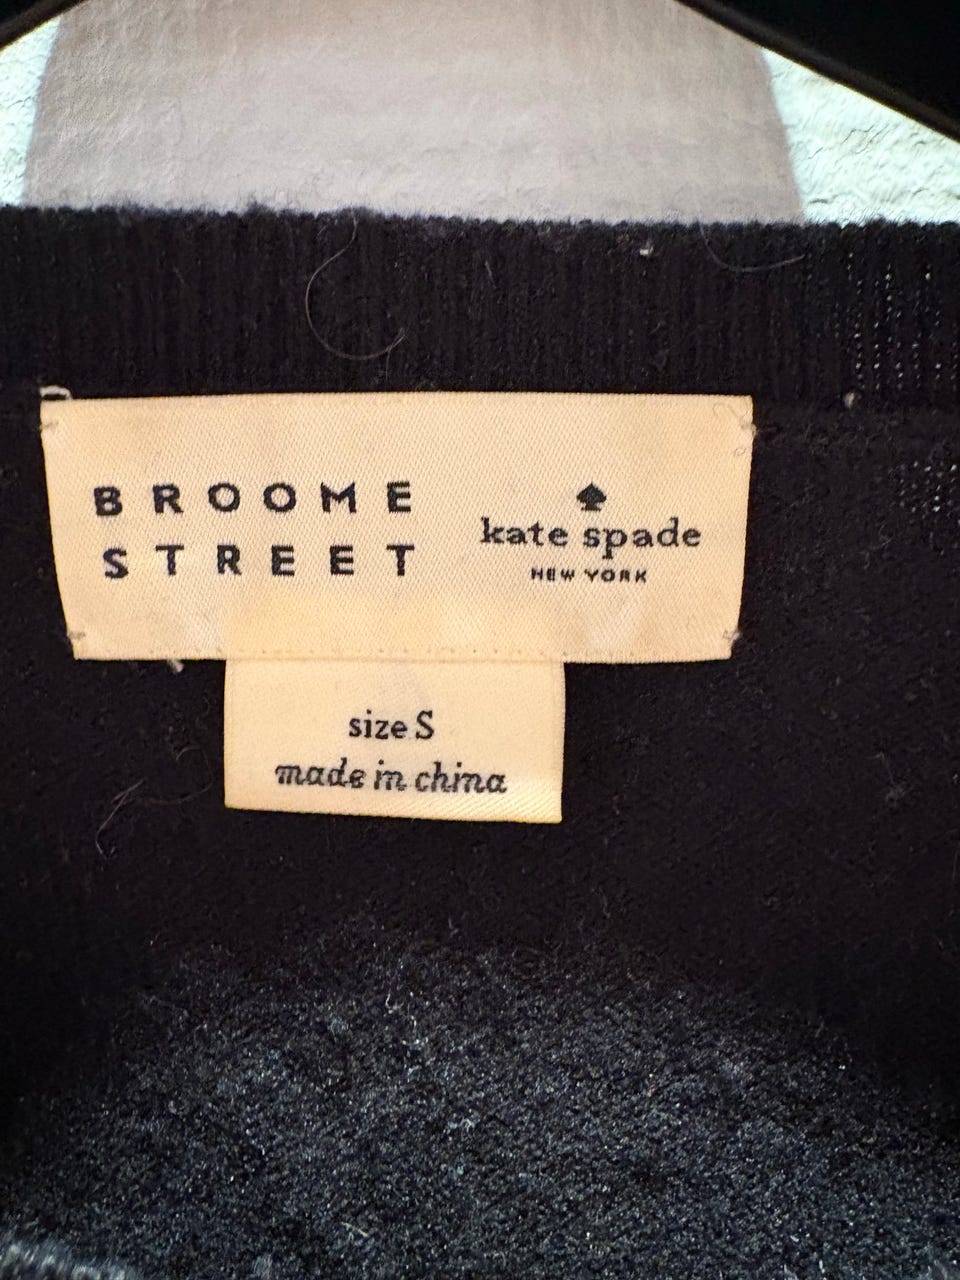 BROOME
STREET
kate spade
NEW YORK
size S
made in china